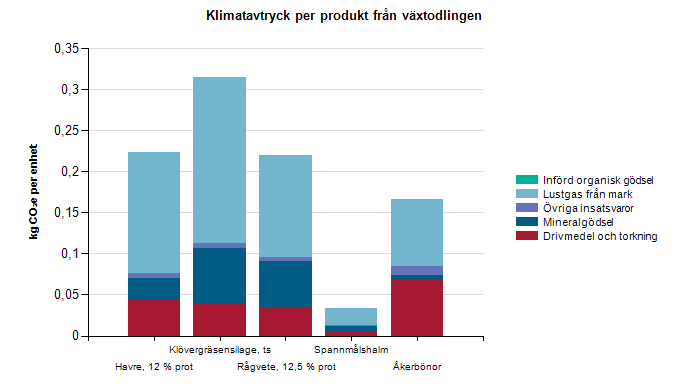 Klimatavtryck per produkt från växtodlingen
kg CO₂e per enhet
0,35
0,3
0,25
0,2
0,15
0,1
0,05
0
Klövergräsensilage, ts
Spannmålshalm
Havre, 12 % prot
Rågvete, 12,5 % prot
Åkerbönor
Införd organisk gödsel
Lustgas från mark
Övriga insatsvaror
Mineralgödsel
Drivmedel och torkning